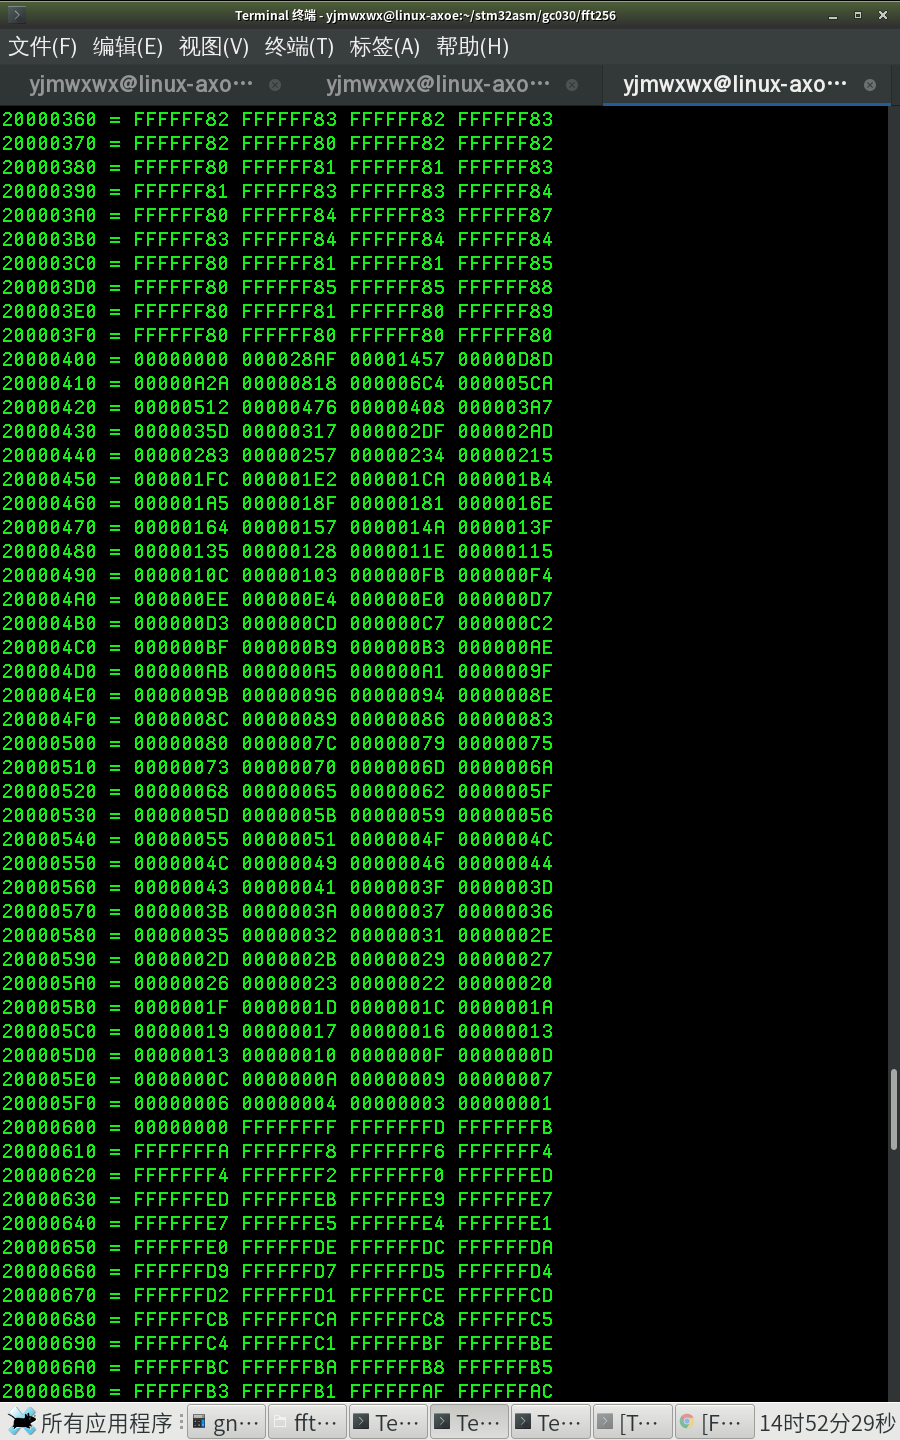 Terminal 终端 - yjmwxwx@linux-axoe:~/stm32asm/gc030/fft256
文件(F) 编辑(E) 视图(V) 终端(T) 标签(A) 帮助(H)
yjmwxwx@linux-axo··· yjmwxwx@linux-axo··· yjmwxwx@linux-axo···
20000360 = FFFFFF82 FFFFFF83 FFFFFF82 FFFFFF83
20000370 = FFFFFF82 FFFFFF80 FFFFFF82 FFFFFF82
20000380 = FFFFFF80 FFFFFF81 FFFFFF81 FFFFFF83
20000390 = FFFFFF81 FFFFFF83 FFFFFF83 FFFFFF84
200003A0 = FFFFFF80 FFFFFF84 FFFFFF83 FFFFFF87
200003B0 = FFFFFF83 FFFFFF84 FFFFFF84 FFFFFF84
200003C0 = FFFFFF80 FFFFFF81 FFFFFF81 FFFFFF85
200003D0 = FFFFFF80 FFFFFF85 FFFFFF85 FFFFFF88
200003E0 = FFFFFF80 FFFFFF81 FFFFFF80 FFFFFF89
200003F0 = FFFFFF80 FFFFFF80 FFFFFF80 FFFFFF80
20000400 = 00000000 000028AF 00001457 00000D8D
20000410 = 00000A2A 00000818 000006C4 000005CA
20000420 = 00000512 00000476 00000408 000003A7
20000430 = 0000035D 00000317 000002DF 000002AD
20000440 = 00000283 00000257 00000234 00000215
20000450 = 000001FC 000001E2 000001CA 000001B4
20000460 = 000001A5 0000018F 00000181 0000016E
20000470 = 00000164 00000157 0000014A 0000013F
20000480 = 00000135 00000128 0000011E 00000115
20000490 = 0000010C 00000103 000000FB 000000F4
200004A0 = 000000EE 000000E4 000000E0 000000D7
200004B0 = 000000D3 000000CD 000000C7 000000C2
200004C0 = 000000BF 000000B9 000000B3 000000AE
200004D0 = 000000AB 000000A5 000000A1 0000009F
200004E0 = 0000009B 00000096 00000094 0000008E
200004F0 = 0000008C 00000089 00000086 00000083
20000500 = 00000080 0000007C 00000079 00000075
20000510 = 00000073 00000070 0000006D 0000006A
20000520 = 00000068 00000065 00000062 0000005F
20000530 = 0000005D 0000005B 00000059 00000056
20000540 = 00000055 00000051 0000004F 0000004C
20000550 = 0000004C 00000049 00000046 00000044
20000560 = 00000043 00000041 0000003F 0000003D
20000570 = 0000003B 0000003A 00000037 00000036
20000580 = 00000035 00000032 00000031 0000002E
20000590 = 0000002D 0000002B 00000029 00000027
200005A0 = 00000026 00000023 00000022 00000020
200005B0 = 0000001F 0000001D 0000001C 0000001A
200005C0 = 00000019 00000017 00000016 00000013
200005D0 = 00000013 00000010 0000000F 0000000D
200005E0 = 0000000C 0000000A 00000009 00000007
200005F0 = 00000006 00000004 00000003 00000001
20000600 = 00000000 FFFFFFFF FFFFFFFD FFFFFFFB
20000610 = FFFFFFFA FFFFFFF8 FFFFFFF6 FFFFFFF4
20000620 = FFFFFFF4 FFFFFFF2 FFFFFFF0 FFFFFFED
20000630 = FFFFFFED FFFFFFEB FFFFFFE9 FFFFFFE7
20000640 = FFFFFFE7 FFFFFFE5 FFFFFFE4 FFFFFFE1
20000650 = FFFFFFE0 FFFFFFDE FFFFFFDC FFFFFFDA
20000660 = FFFFFFD9 FFFFFFD7 FFFFFFD5 FFFFFFD4
20000670 = FFFFFFD2 FFFFFFD1 FFFFFFCE FFFFFFCD
20000680 = FFFFFFCB FFFFFFCA FFFFFFC8 FFFFFFC5
20000690 = FFFFFFC4 FFFFFFC1 FFFFFFBF FFFFFFBE
200006A0 = FFFFFFBC FFFFFFBA FFFFFFB8 FFFFFFB5
200006B0 = FFFFFFB3 FFFFFFB1 FFFFFFAF FFFFFFAC
所有应用程序 gn... fft... Te... Te... Te... [T... [F... 14时52分29秒